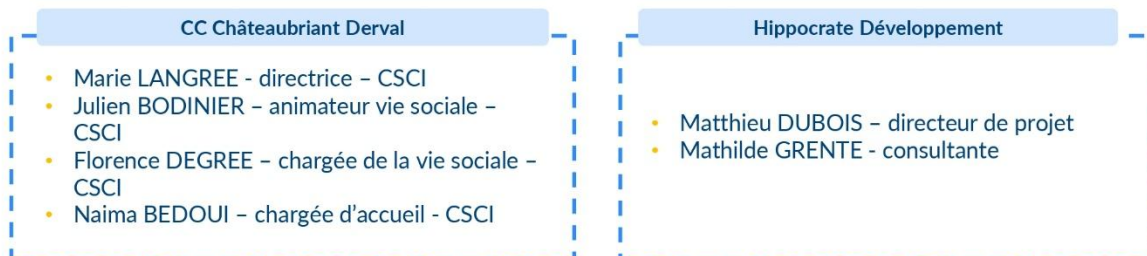 CC Châteaubriant Derval
• Marie LANGREE - directrice – CSCI
• Julien BODINIER – animateur vie sociale –
CSCI
• Florence DEGREE – chargée de la vie sociale –
CSCI
• Naima BEDOUI – chargée d’accueil - CSCI
Hippocrate Développement
• Matthieu DUBOIS – directeur de projet
• Mathilde GRENTE - consultante